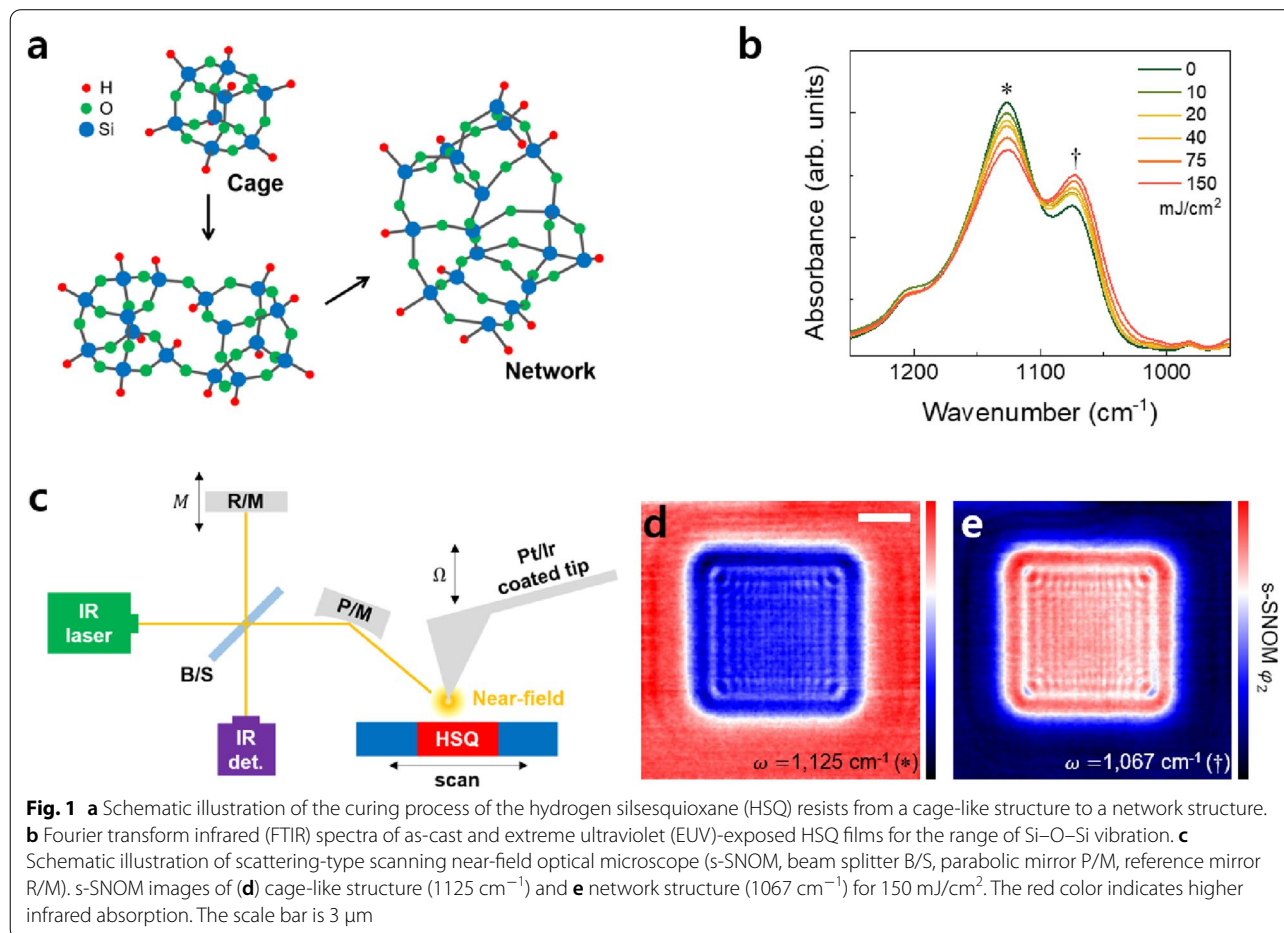 a
H
O
Si
Cage
Network
b
Absorbance (arb. units)
*
†
0
10
20
40
75
150
mJ/cm²
1200
1100
1000
Wavenumber (cm⁻¹)
c
M
R/M
IR
laser
B/S
IR
det.
P/M
Ω
Pt/Ir
coated tip
Near-field
HSQ
scan
d
ω = 1,125 cm⁻¹ (*)
e
ω = 1,067 cm⁻¹ (†)
s-SNOM φ₂
Fig. 1 a Schematic illustration of the curing process of the hydrogen silsesquioxane (HSQ) resists from a cage-like structure to a network structure.
b Fourier transform infrared (FTIR) spectra of as-cast and extreme ultraviolet (EUV)-exposed HSQ films for the range of Si–O–Si vibration. c
Schematic illustration of scattering-type scanning near-field optical microscope (s-SNOM, beam splitter B/S, parabolic mirror P/M, reference mirror
R/M). s-SNOM images of (d) cage-like structure (1125 cm⁻¹) and e network structure (1067 cm⁻¹) for 150 mJ/cm². The red color indicates higher
infrared absorption. The scale bar is 3 μm